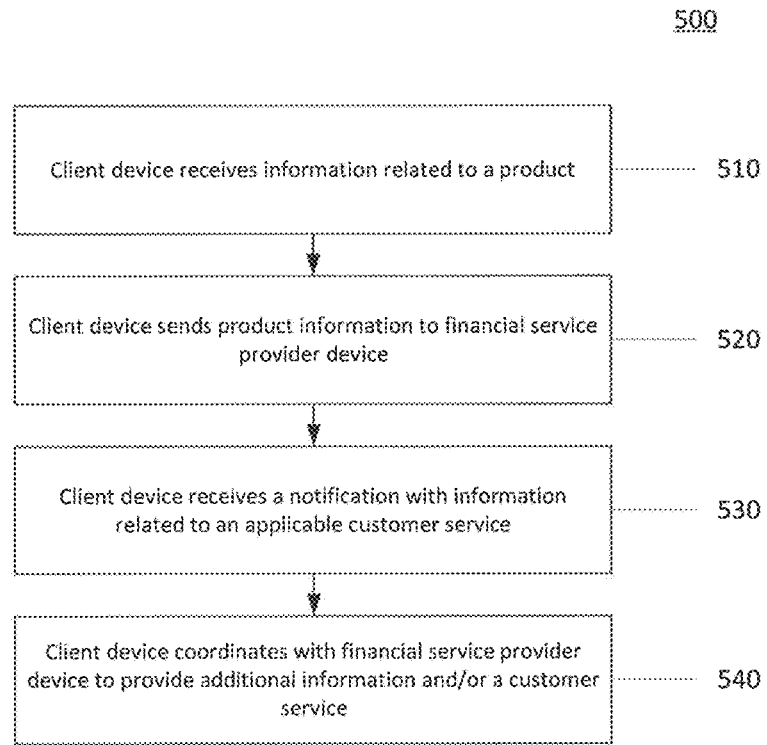 500
Client device receives information related to a product
510
Client device sends product information to financial service
provider device
520
Client device receives a notification with information
related to an applicable customer service
530
Client device coordinates with financial service provider
device to provide additional information and/or a customer
service
540